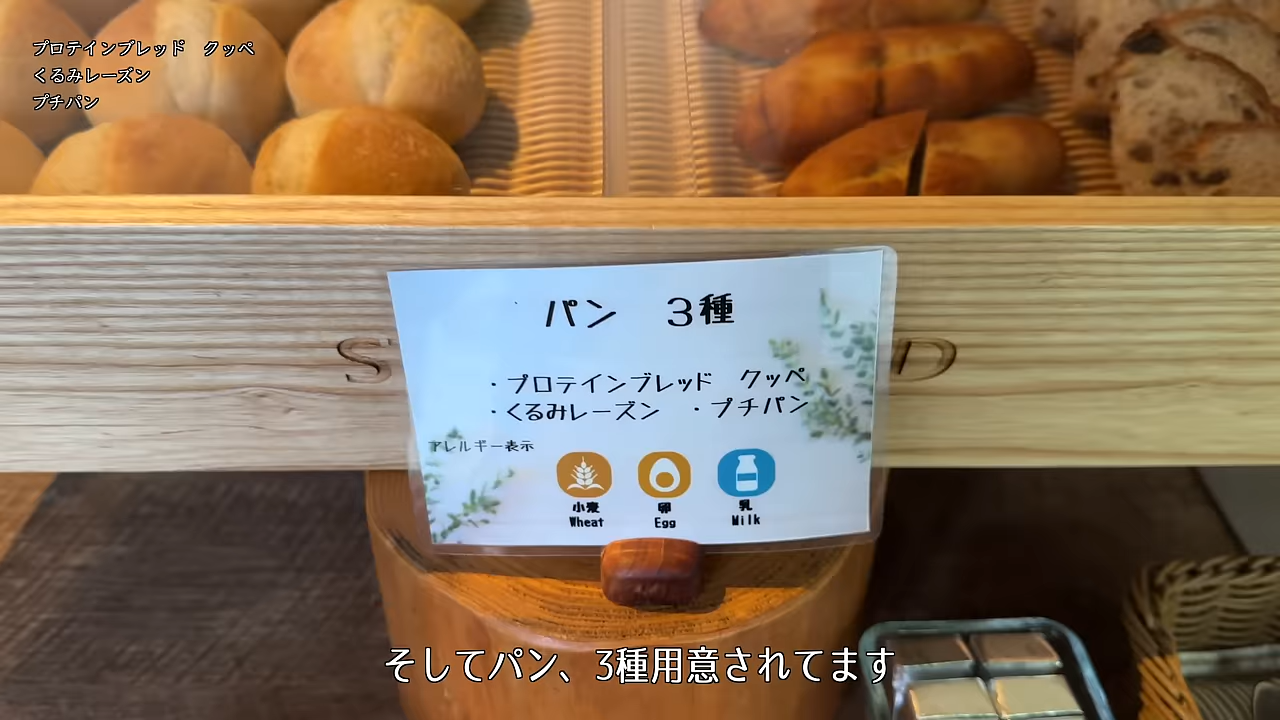 プロテインブレッド　クッペ
くるみレーズン
プチパン
パン　3種
・プロテインブレッド　クッペ
・くるみレーズン　・プチパン
アレルギー表示
小麦　卵　乳
Wheat　Egg　Milk
S
D
そしてパン、3種用意されてます